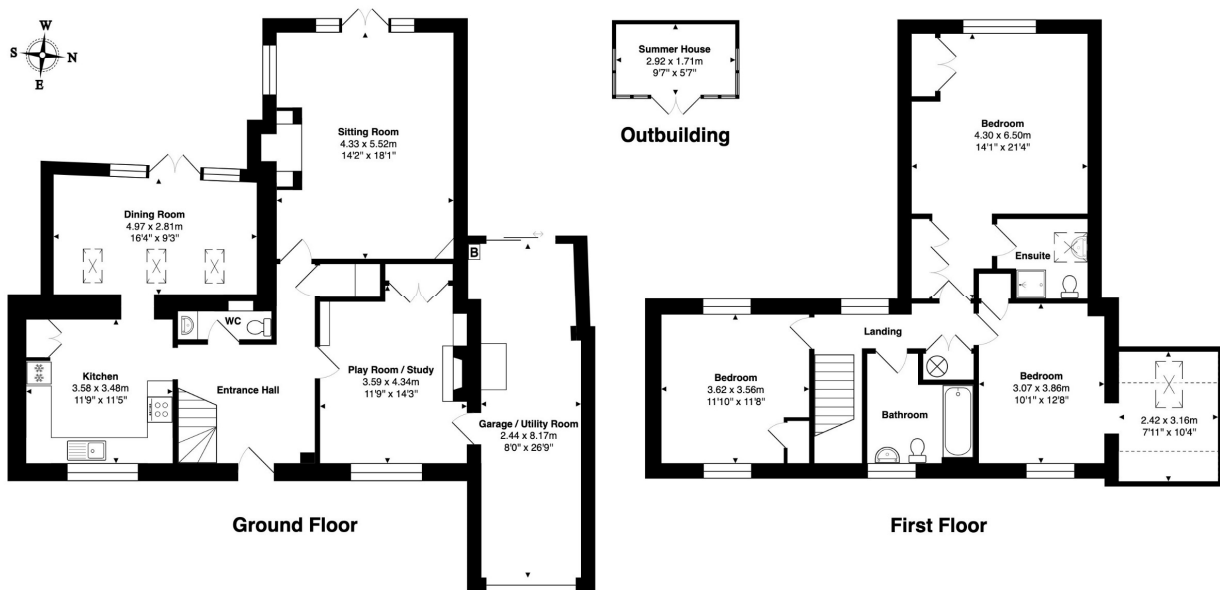 W
S
N
E
Sitting Room
4.33 x 5.52m
14'2" x 18'1"
Dining Room
4.97 x 2.81m
16'4" x 9'3"
B
WC
Kitchen
3.58 x 3.48m
11'9" x 11'5"
Entrance Hall
Play Room / Study
3.59 x 4.34m
11'9" x 14'3"
Garage / Utility Room
2.44 x 8.17m
8'0" x 26'9"
Ground Floor
Summer House
2.92 x 1.71m
9'7" x 5'7"
Outbuilding
Bedroom
4.30 x 6.50m
14'1" x 21'4"
Ensuite
Landing
Bedroom
3.62 x 3.56m
11'10" x 11'8"
Bathroom
Bedroom
3.07 x 3.86m
10'1" x 12'8"
2.42 x 3.16m
7'11" x 10'4"
First Floor